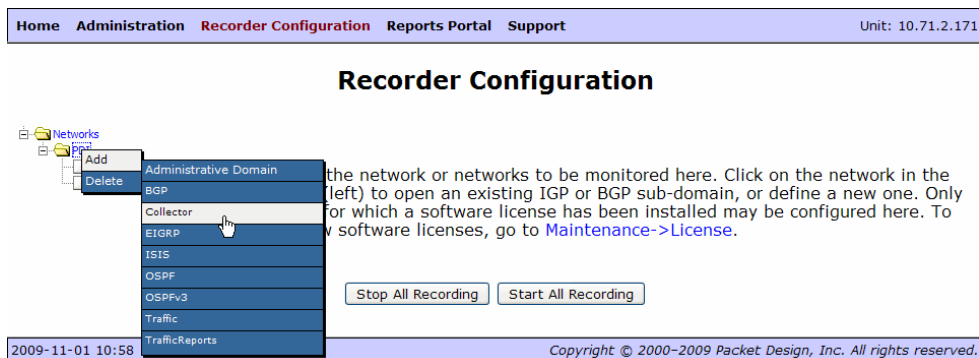 Home Administration Recorder Configuration Reports Portal Support Unit: 10.71.2.171
Recorder Configuration
Networks
PDI
Add
Delete
Administrative Domain
BGP
Collector
EIGRP
ISIS
OSPF
OSPFv3
Traffic
TrafficReports
the network or networks to be monitored here. Click on the network in the
(left) to open an existing IGP or BGP sub-domain, or define a new one. Only
for which a software license has been installed may be configured here. To
software licenses, go to Maintenance->License.
Stop All Recording Start All Recording
2009-11-01 10:58 Copyright © 2000-2009 Packet Design, Inc. All rights reserved.